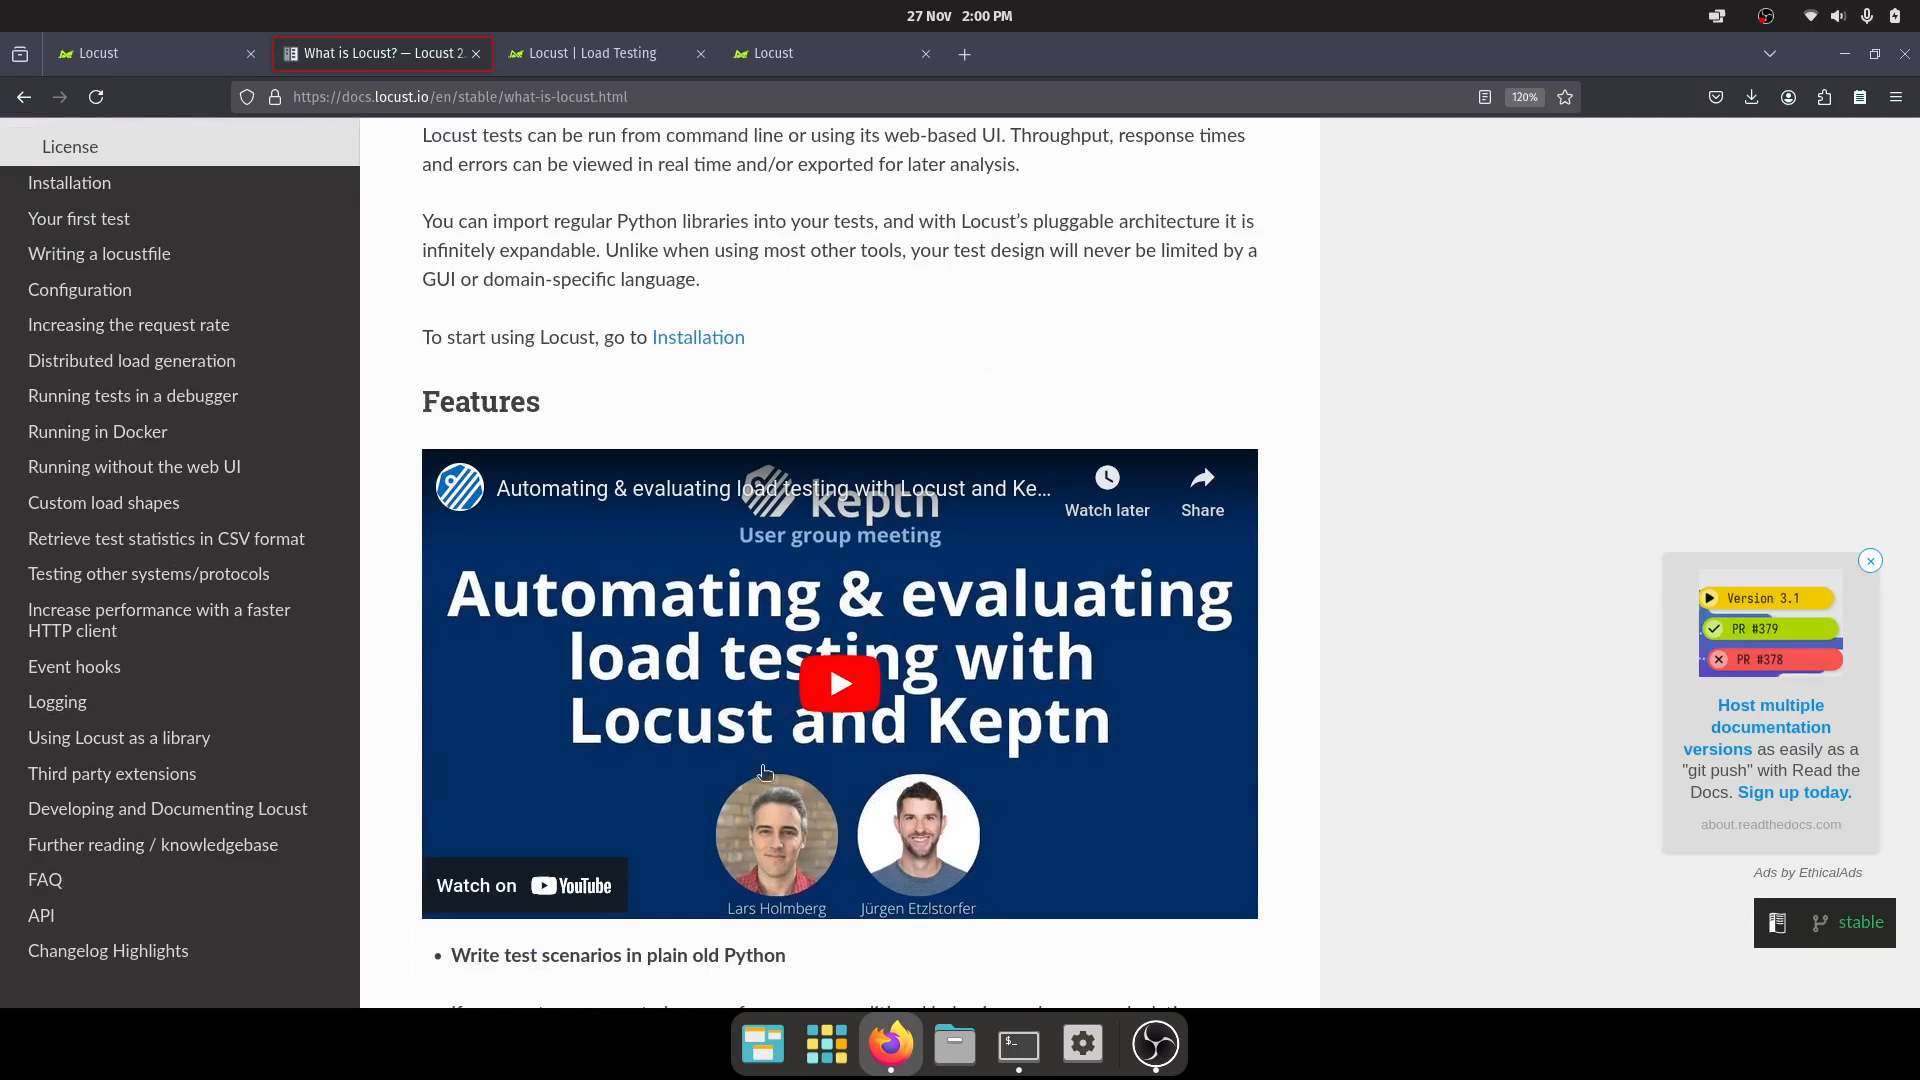 27 Nov 2:00 PM
Locust
What is Locust? — Locust 2.
Locust | Load Testing
Locust
https://docs.locust.io/en/stable/what-is-locust.html
120%
License
Installation
Your first test
Writing a locustfile
Configuration
Increasing the request rate
Distributed load generation
Running tests in a debugger
Running in Docker
Running without the web UI
Custom load shapes
Retrieve test statistics in CSV format
Testing other systems/protocols
Increase performance with a faster
HTTP client
Event hooks
Logging
Using Locust as a library
Third party extensions
Developing and Documenting Locust
Further reading / knowledgebase
FAQ
API
Changelog Highlights
Locust tests can be run from command line or using its web-based UI. Throughput, response times
and errors can be viewed in real time and/or exported for later analysis.
You can import regular Python libraries into your tests, and with Locust’s pluggable architecture it is
infinitely expandable. Unlike when using most other tools, your test design will never be limited by a
GUI or domain-specific language.
To start using Locust, go to Installation
Features
Automating & evaluating load testing with Locust and Ke...
Watch later
Share
keptn
User group meeting
Automating & evaluating
load testing with
Locust and Keptn
Watch on YouTube
Lars Holmberg
Jürgen Etzlstorfer
• Write test scenarios in plain old Python
Version 3.1
PR #379
PR #378
Host multiple
documentation
versions as easily as a
"git push" with Read the
Docs. Sign up today.
about.readthedocs.com
Ads by EthicalAds
stable
$_